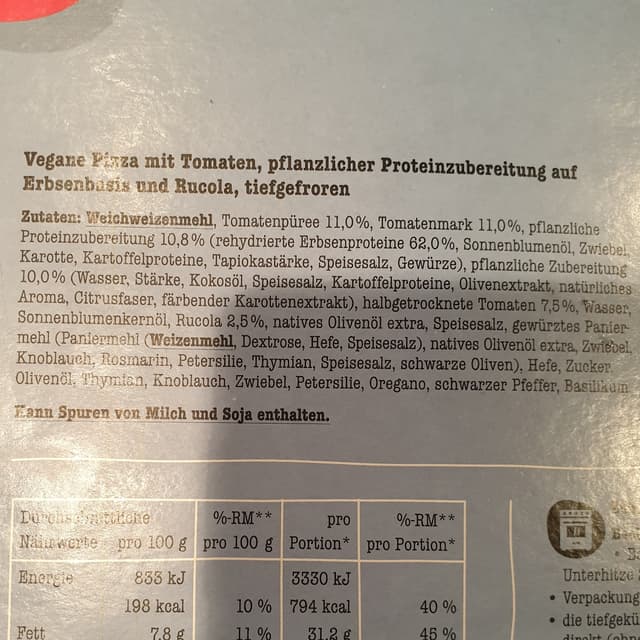 Vegane Pizza mit Tomaten, pflanzlicher Proteinzubereitung auf
Erbsenbasis und Rucola, tiefgefroren
Zutaten: Weichweizenmehl, Tomatenpüree 11,0%, Tomatenmark 11,0%, pflanzliche
Proteinzubereitung 10,8% (rehydrierte Erbsenproteine 62,0%, Sonnenblumenöl, Zwiebel,
Karotte, Kartoffelproteine, Tapiokastärke, Speisesalz, Gewürze), pflanzliche Zubereitung
10,0% (Wasser, Stärke, Kokosöl, Speisesalz, Kartoffelproteine, Olivenextrakt, natürliches
Aroma, Citrusfaser, färbender Karottenextrakt), halbgetrocknete Tomaten 7,5%, Wasser,
Sonnenblumenkernöl, Rucola 2,5%, natives Olivenöl extra, Speisesalz, gewürztes Panier-
mehl (Paniermehl (Weizenmehl, Dextrose, Hefe, Speisesalz), natives Olivenöl extra, Zwiebel,
Knoblauch, Rosmarin, Petersilie, Thymian, Speisesalz, schwarze Oliven), Hefe, Zucker,
Olivenöl, Thymian, Knoblauch, Zwiebel, Petersilie, Oregano, schwarzer Pfeffer, Basilikum
Kann Spuren von Milch und Soja enthalten.
Durchschnittliche %-RM** pro %-RM**
Nährwerte pro 100 g pro 100 g Portion* pro Portion*
Energie 833 kJ 3330 kJ
198 kcal 10 % 794 kcal 40 %
Fett 7,8 g 11 % 31,2 g 45 %
Unterhitze
• Verpackung
• die tiefgekü